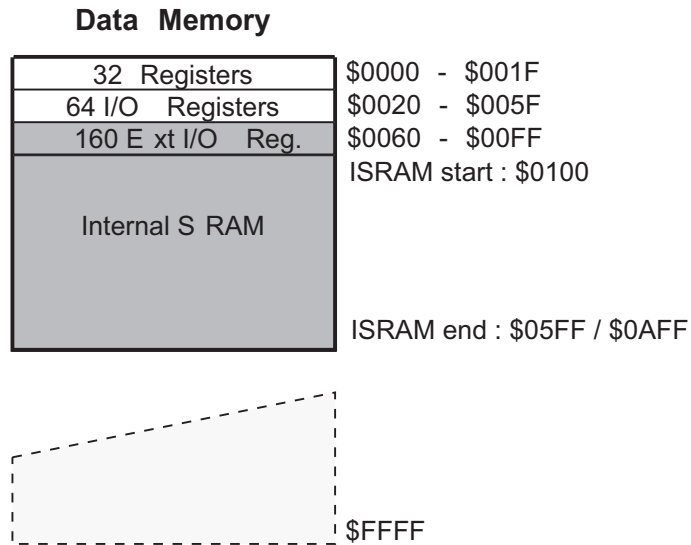 Data Memory
32 Registers
$0000 - $001F
64 I/O Registers
$0020 - $005F
160 E xt I/O Reg.
$0060 - $00FF
ISRAM start : $0100
Internal S RAM
ISRAM end : $05FF / $0AFF
$FFFF